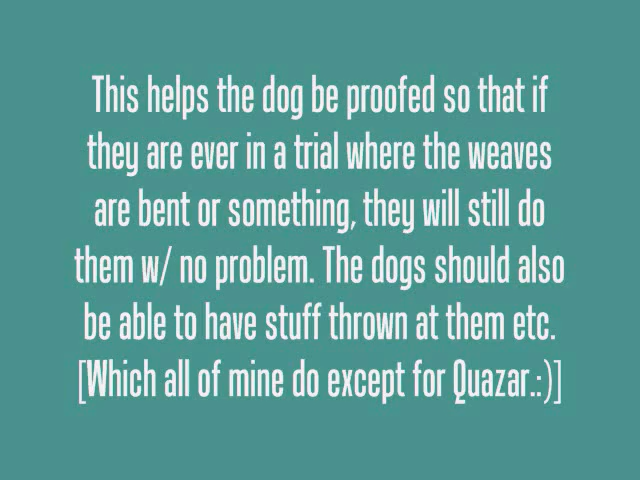 This helps the dog be proofed so that if
they are ever in a trial where the weaves
are bent or something, they will still do
them w/ no problem. The dogs should also
be able to have stuff thrown at them etc.
[Which all of mine do except for Quazar.:)]